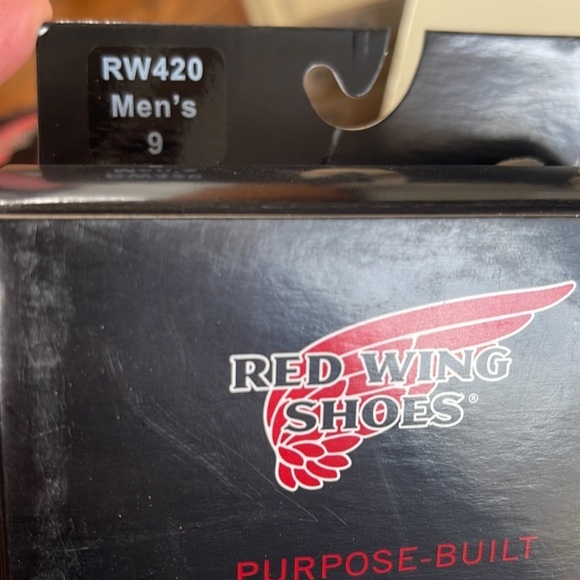 RW420
Men's
9
RED WING
SHOES®
PURPOSE-BUILT